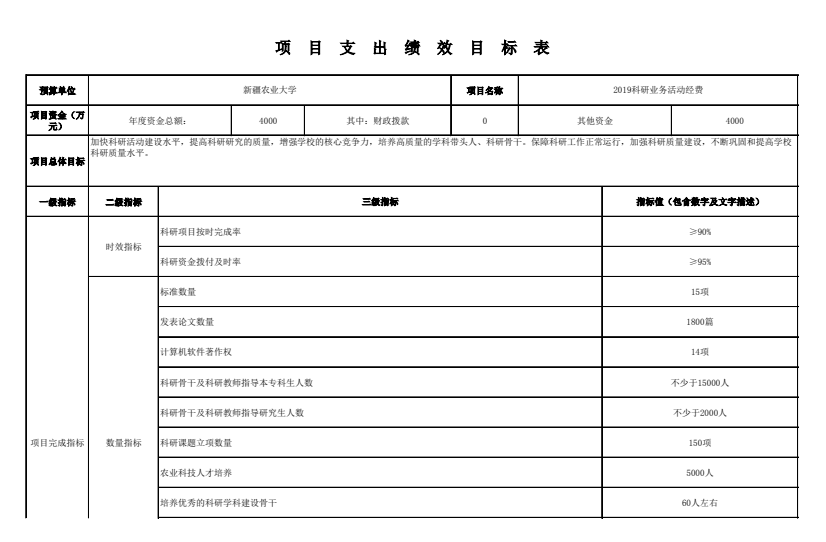 项目支出绩效目标表
预算单位 新疆农业大学 项目名称 2019科研业务活动经费
项目资金（万元） 年度资金总额： 4000 其中：财政拨款 0 其他资金 4000
项目总体目标 加快科研活动建设水平，提高科研研究的质量，增强学校的核心竞争力，培养高质量的学科带头人、科研骨干。保障科研工作正常运行，加强科研质量建设，不断巩固和提高学校
科研质量水平。
一级指标 二级指标 三级指标 指标值（包含数字及文字描述）
项目完成指标 时效指标 科研项目按时完成率 ≥90%
科研资金拨付及时率 ≥95%
数量指标 标准数量 15项
发表论文数量 1800篇
计算机软件著作权 14项
科研骨干及科研教师指导本专科生人数 不少于15000人
科研骨干及科研教师指导研究生人数 不少于2000人
科研课题立项数量 150项
农业科技人才培养 5000人
培养优秀的科研学科建设骨干 60人左右